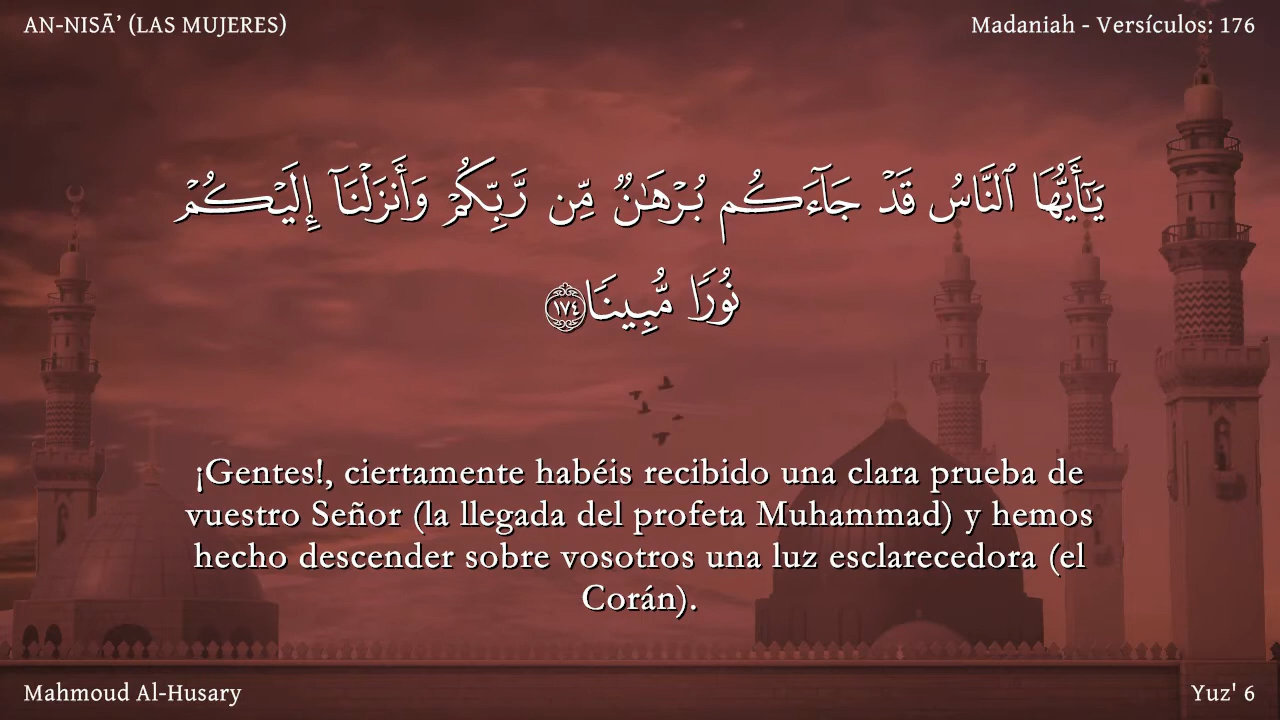 AN-NISĀ’ (LAS MUJERES)
Madaniah - Versículos: 176
يَـٰٓأَيُّهَا ٱلنَّاسُ قَدْ جَآءَكُم بُرْهَـٰنٌ مِّن رَّبِّكُمْ وَأَنزَلْنَآ إِلَيْكُمْ
نُورًا مُّبِينًا ١٧٤
¡Gentes!, ciertamente habéis recibido una clara prueba de
vuestro Señor (la llegada del profeta Muhammad) y hemos
hecho descender sobre vosotros una luz esclarecedora (el
Corán).
Mahmoud Al-Husary
Yuz' 6